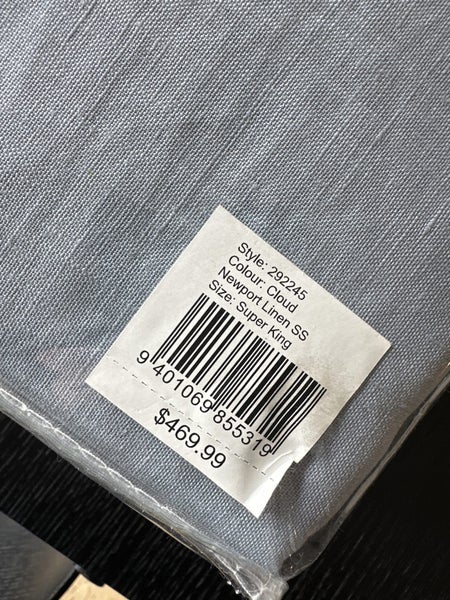 Style: 292245
Colour: Cloud
Newport Linen SS
Size: Super King
9 401069 855319
$469.99